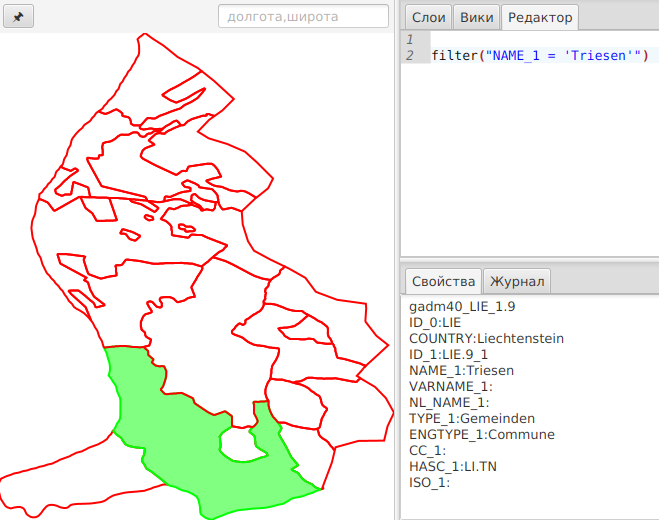 долгота,широта
Слои Вики Редактор
1
2 filter("NAME_1 = 'Triesen'")
Свойства Журнал
gadm40_LIE_1.9
ID_0:LIE
COUNTRY:Liechtenstein
ID_1:LIE.9_1
NAME_1:Triesen
VARNAME_1:
NL_NAME_1:
TYPE_1:Gemeinden
ENGTYPE_1:Commune
CC_1:
HASC_1:LI.TN
ISO_1: